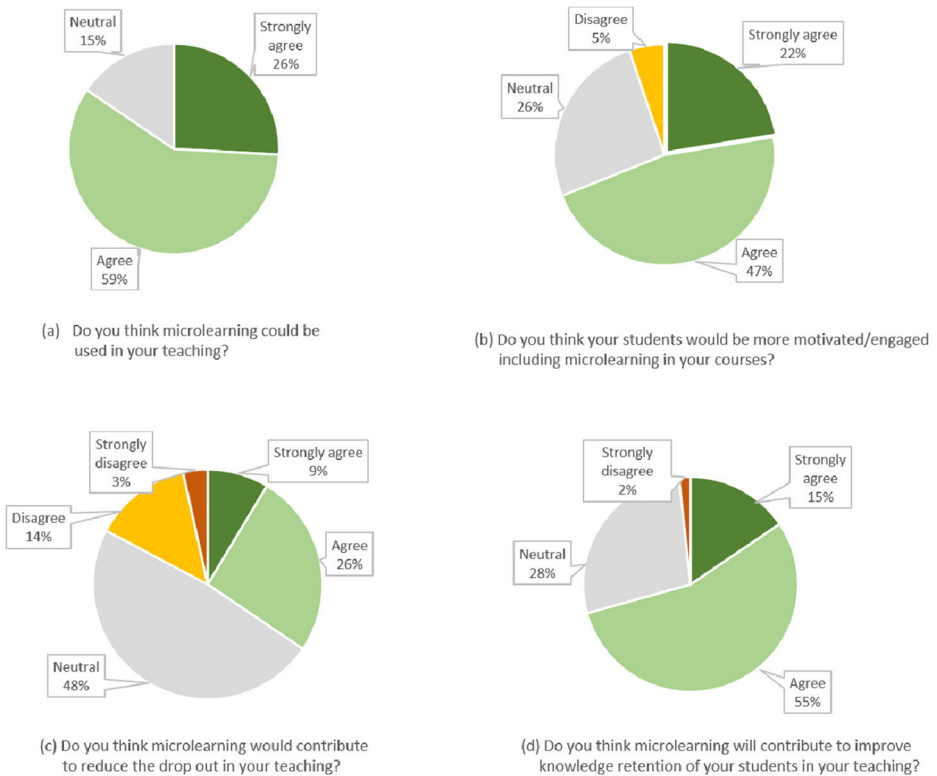 Neutral
15%
Strongly
agree
26%
Agree
59%
(a) Do you think microlearning could be
used in your teaching?
Disagree
5%
Strongly agree
22%
Neutral
26%
Agree
47%
(b) Do you think your students would be more motivated/engaged
including microlearning in your courses?
Strongly
disagree
3%
Strongly agree
9%
Disagree
14%
Agree
26%
Neutral
48%
(c) Do you think microlearning would contribute
to reduce the drop out in your teaching?
Strongly
disagree
2%
Strongly
agree
15%
Neutral
28%
Agree
55%
(d) Do you think microlearning will contribute to improve
knowledge retention of your students in your teaching?